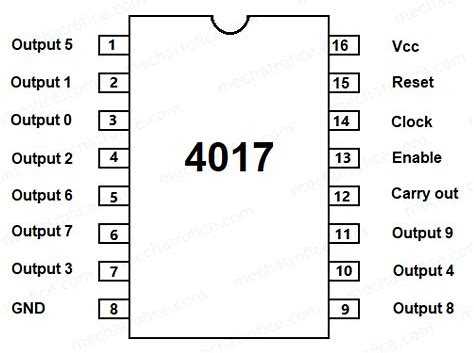 Output 5 1 16 Vcc
Output 1 2 15 Reset
Output 0 3 14 Clock
Output 2 4 4017 13 Enable
Output 6 5 12 Carry out
Output 7 6 11 Output 9
Output 3 7 10 Output 4
GND 8 9 Output 8
mechatrofice.com